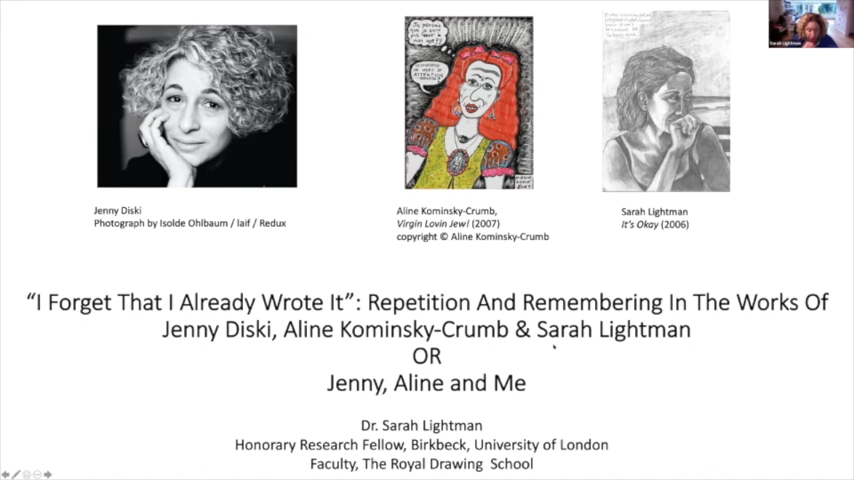 Sarah Lightman
Jenny Diski
Photograph by Isolde Ohlbaum / laif / Redux
Aline Kominsky-Crumb,
Virgin Lovin Jew! (2007)
copyright © Aline Kominsky-Crumb
Sarah Lightman
It's Okay (2006)
“I Forget That I Already Wrote It”: Repetition And Remembering In The Works Of
Jenny Diski, Aline Kominsky-Crumb & Sarah Lightman
OR
Jenny, Aline and Me
Dr. Sarah Lightman
Honorary Research Fellow, Birkbeck, University of London
Faculty, The Royal Drawing School